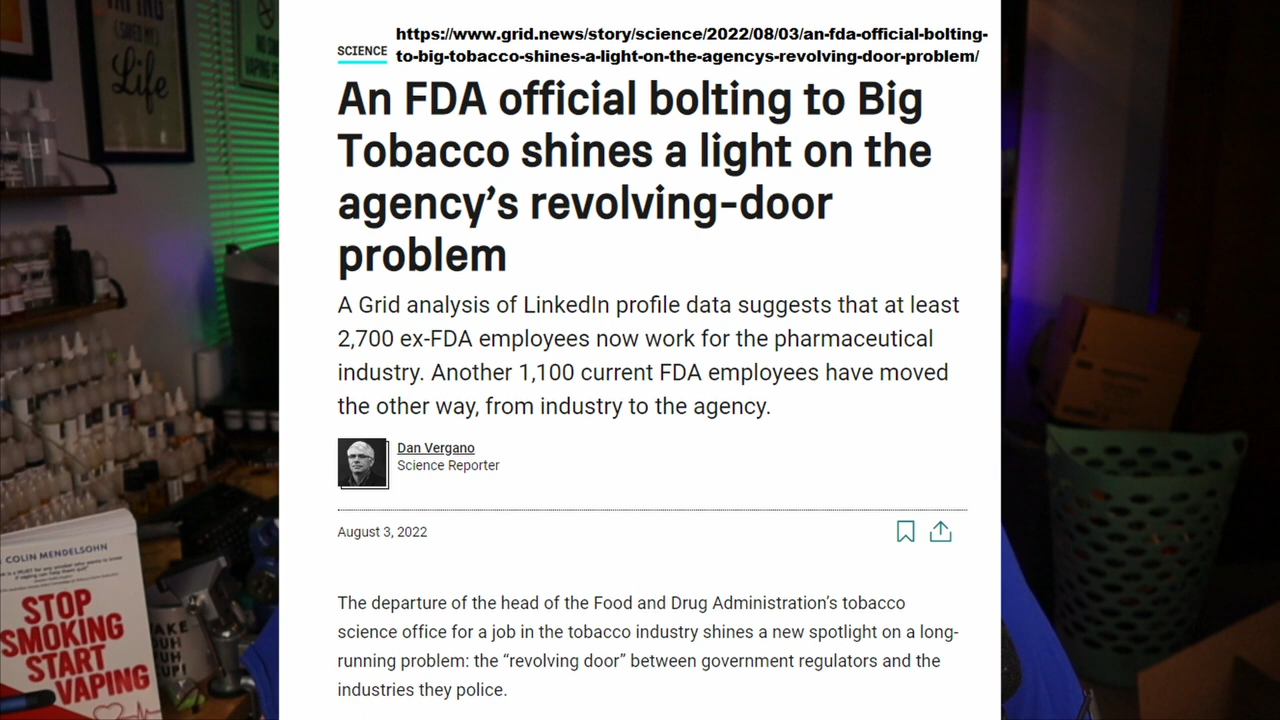 https://www.grid.news/story/science/2022/08/03/an-fda-official-bolting-
to-big-tobacco-shines-a-light-on-the-agencys-revolving-door-problem/
SCIENCE
An FDA official bolting to Big
Tobacco shines a light on the
agency’s revolving-door
problem
A Grid analysis of LinkedIn profile data suggests that at least
2,700 ex-FDA employees now work for the pharmaceutical
industry. Another 1,100 current FDA employees have moved
the other way, from industry to the agency.
Dan Vergano
Science Reporter
August 3, 2022
The departure of the head of the Food and Drug Administration’s tobacco
science office for a job in the tobacco industry shines a new spotlight on a long-
running problem: the “revolving door” between government regulators and the
industries they police.
(SAVED MY)
Life
COLIN MENDELSOHN
STOP
SMOKING
START
VAPING